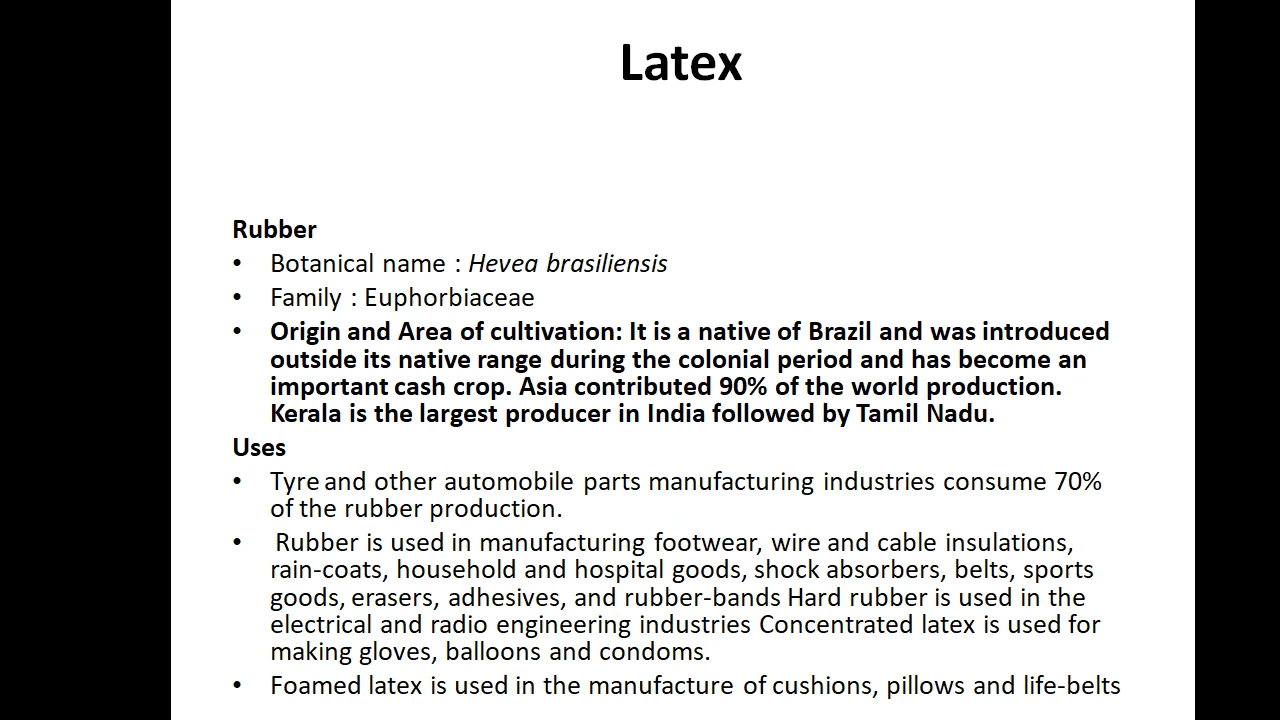 Latex
Rubber
• Botanical name : Hevea brasiliensis
• Family : Euphorbiaceae
• Origin and Area of cultivation: It is a native of Brazil and was introduced
outside its native range during the colonial period and has become an
important cash crop. Asia contributed 90% of the world production.
Kerala is the largest producer in India followed by Tamil Nadu.
Uses
• Tyre and other automobile parts manufacturing industries consume 70%
of the rubber production.
• Rubber is used in manufacturing footwear, wire and cable insulations,
rain-coats, household and hospital goods, shock absorbers, belts, sports
goods, erasers, adhesives, and rubber-bands Hard rubber is used in the
electrical and radio engineering industries Concentrated latex is used for
making gloves, balloons and condoms.
• Foamed latex is used in the manufacture of cushions, pillows and life-belts